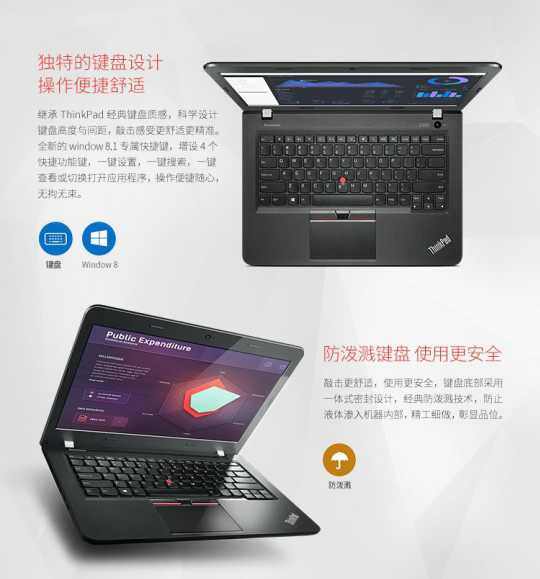 独特的键盘设计
操作便捷舒适
继承 ThinkPad 经典键盘质感，科学设计
键盘高度与间距，敲击感受更舒适更精准。
全新的 window 8.1 专属快捷键，增设 4 个
快捷功能键，一键设置，一键搜索，一键
查看或切换打开应用程序，操作便捷随心，
无拘无束。
键盘
Window 8
ThinkPad
Public Expenditure
防泼溅键盘 使用更安全
敲击更舒适，使用更安全，键盘底部采用
一体式密封设计，经典防泼溅技术，防止
液体渗入机器内部，精工细做，彰显品位。
防泼溅
ThinkPad